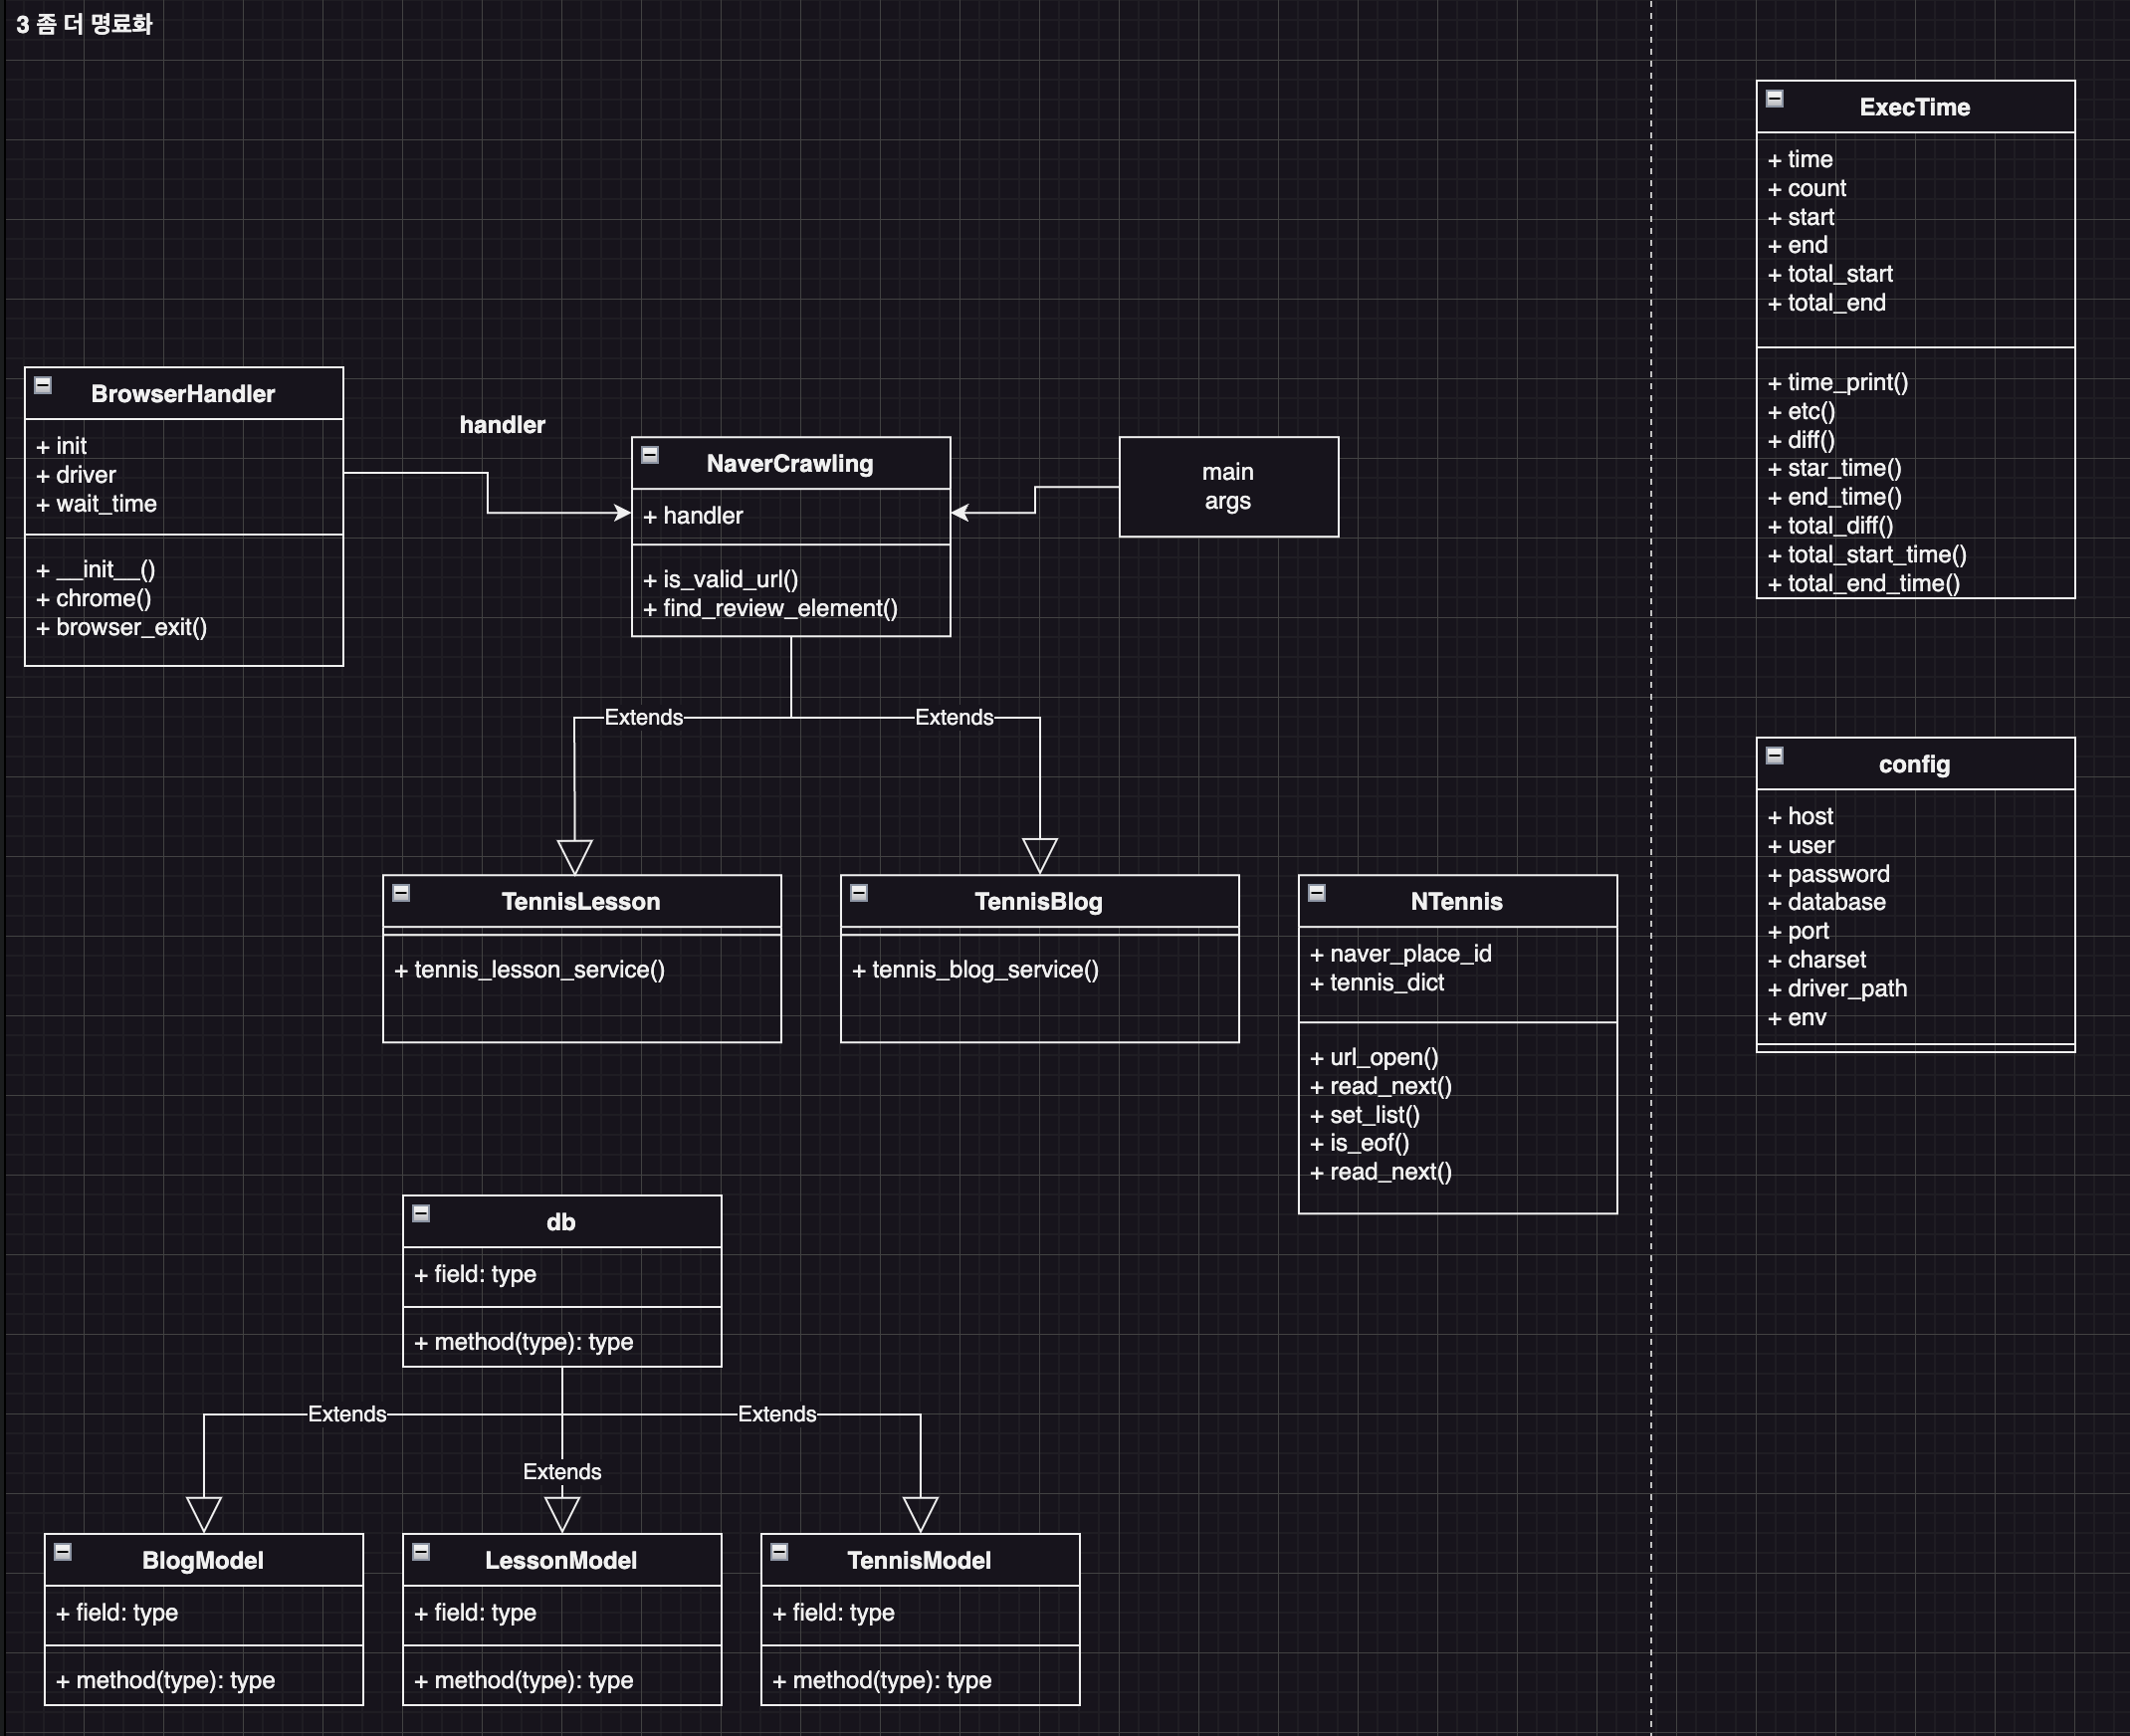 3 좀 더 명료화
ExecTime
+ time
+ count
+ start
+ end
+ total_start
+ total_end
+ time_print()
+ etc()
+ diff()
+ star_time()
+ end_time()
+ total_diff()
+ total_start_time()
+ total_end_time()
BrowserHandler
+ init
+ driver
+ wait_time
+ __init__()
+ chrome()
+ browser_exit()
handler
NaverCrawling
+ handler
+ is_valid_url()
+ find_review_element()
main
args
Extends
Extends
config
+ host
+ user
+ password
+ database
+ port
+ charset
+ driver_path
+ env
TennisLesson
+ tennis_lesson_service()
TennisBlog
+ tennis_blog_service()
NTennis
+ naver_place_id
+ tennis_dict
+ url_open()
+ read_next()
+ set_list()
+ is_eof()
+ read_next()
db
+ field: type
+ method(type): type
Extends
Extends
Extends
BlogModel
+ field: type
+ method(type): type
LessonModel
+ field: type
+ method(type): type
TennisModel
+ field: type
+ method(type): type